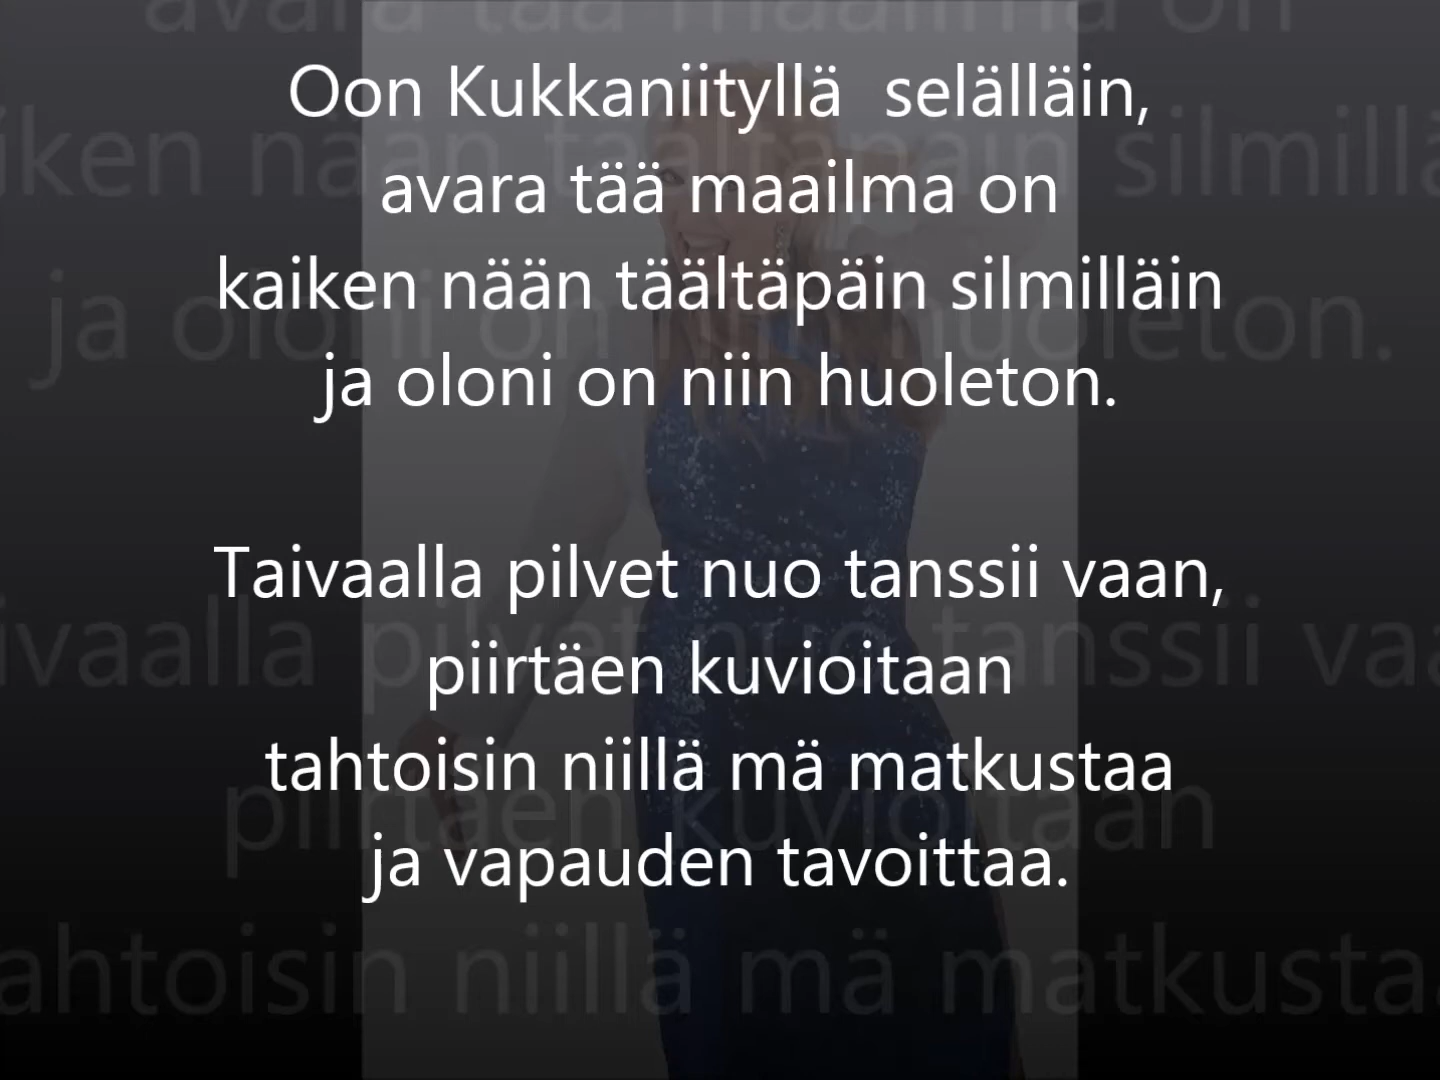 Oon Kukkaniityllä  selälläin,
avara tää maailma on
kaiken nään täältäpäin silmilläin
ja oloni on niin huoleton.

Taivaalla pilvet nuo tanssii vaan,
piirtäen kuvioitaan
tahtoisin niillä mä matkustaa
ja vapauden tavoittaa.